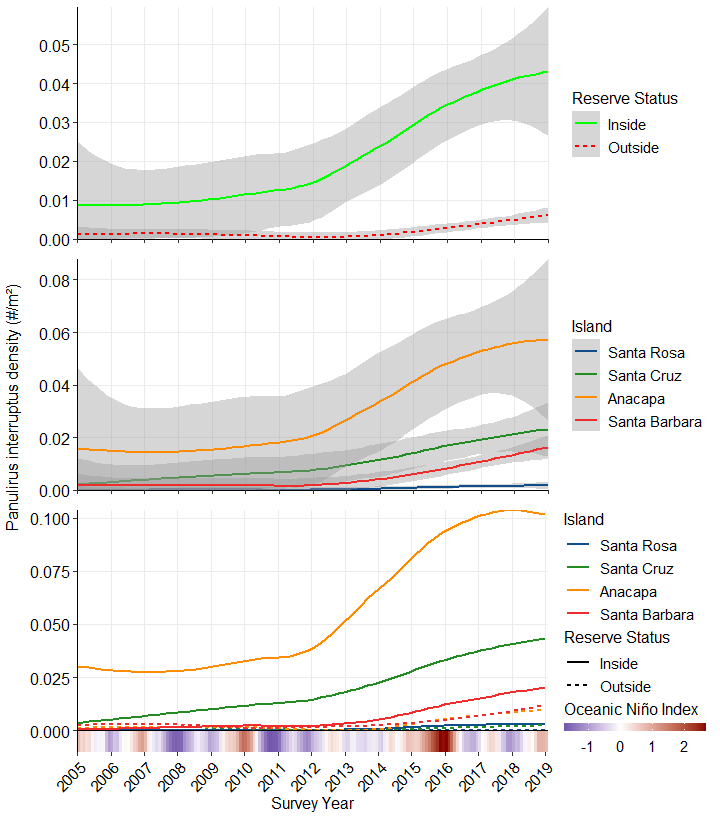 0.05
0.04
0.03
0.02
0.01
0.00
Reserve Status
Inside
Outside
Panulirus interruptus density (#/m²)
0.08
0.06
0.04
0.02
0.00
Island
Santa Rosa
Santa Cruz
Anacapa
Santa Barbara
0.100
0.075
0.050
0.025
0.000
Island
Santa Rosa
Santa Cruz
Anacapa
Santa Barbara
Reserve Status
Inside
Outside
Oceanic Niño Index
-1 0 1 2
2005 2006 2007 2008 2009 2010 2011 2012 2013 2014 2015 2016 2017 2018 2019
Survey Year